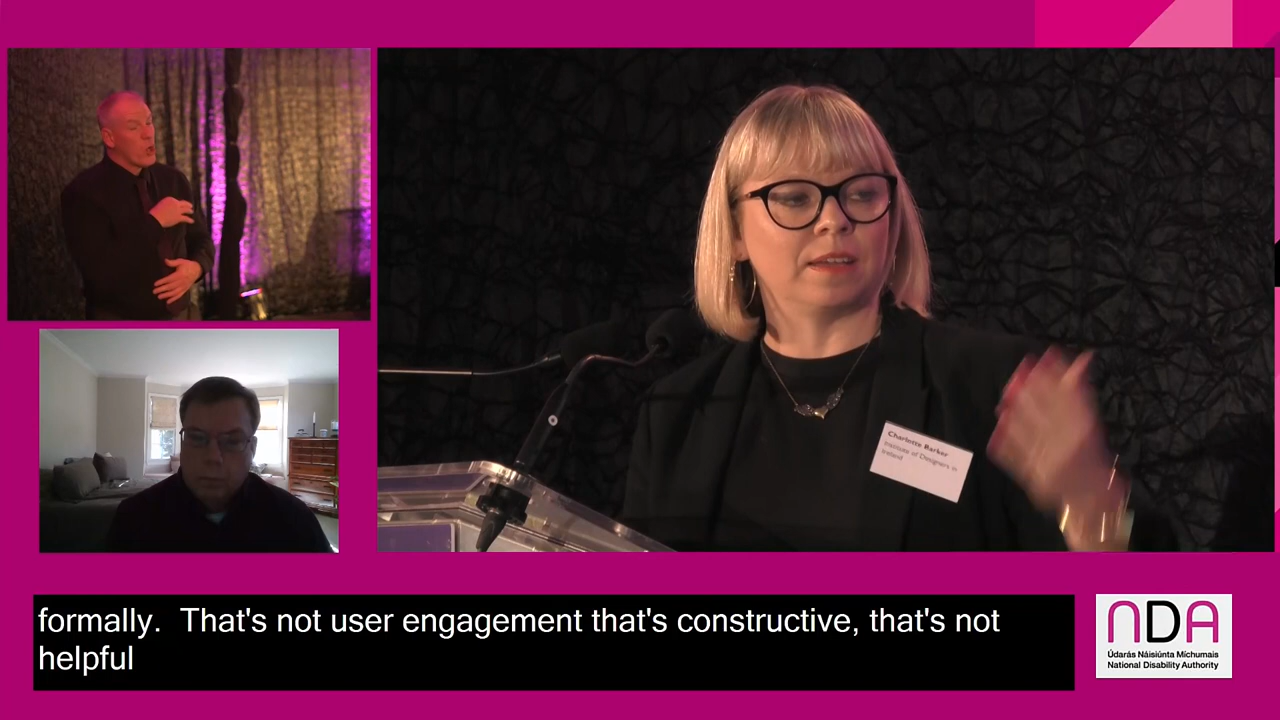 Charlotte Barker
Institute of Designers in
Ireland
formally.  That's not user engagement that's constructive, that's not
helpful
NDA
Údarás Náisiúnta Míchumais
National Disability Authority